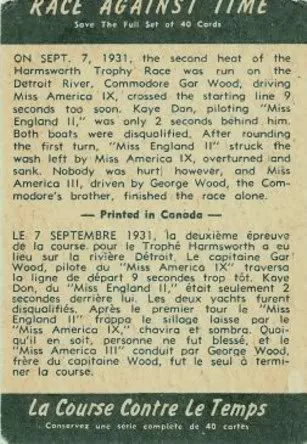 RACE AGAINST TIME
Save The Full Set of 40 Cards
ON SEPT. 7, 1931, the second heat of the
Harmsworth Trophy Race was run on the
Detroit River, Commodore Gar Wood, driving
Miss America IX, crossed the starting line 9
seconds too soon. Kaye Don, piloting "Miss
England II," was only 2 seconds behind him.
Both boats were disqualified. After rounding
the first turn, "Miss England II" struck the
wash left by Miss America IX, overturned and
sank. Nobody was hurt, however, and Miss
America III, driven by George Wood, the Com-
modore's brother, finished the race alone.
— Printed in Canada —
LE 7 SEPTEMBRE 1931, la deuxième épreuve
de la course pour le Trophé Harmsworth a eu
lieu sur la rivière Détroit. Le capitaine Gar
Wood, pilote du "Miss America IX" traversa
la ligne de départ 9 secondes trop tôt. Kaye
Don, du "Miss England II," était seulement 2
secondes derrière lui. Les deux yachts furent
disqualifiés. Après le premier tour le "Miss
England II" frappa le sillage laisse par le
"Miss America IX," chavira et sombra. Quoi-
qu'il en soit, personne ne fut blessé, et le
"Miss America III" conduit par George Wood,
frère du capitaine Wood, fut le seul à termi-
ner la course.
La Course Contre Le Temps
Conservez une série complete de 40 cartes